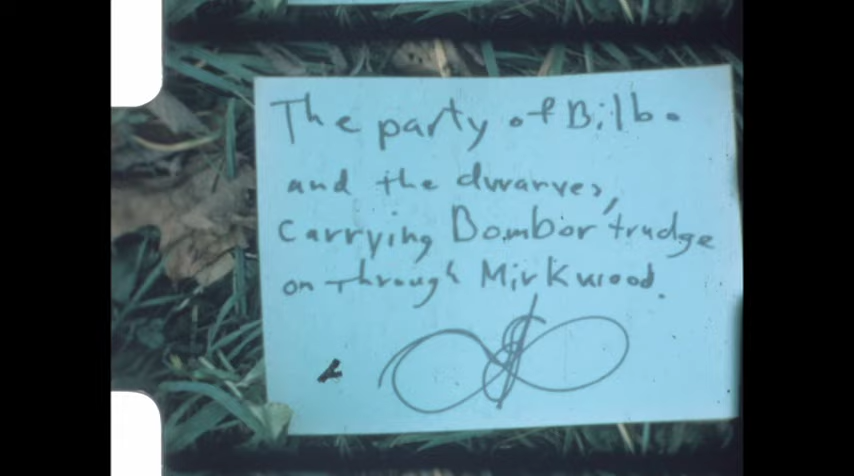 The party of Bilbo
and the dwarves,
carrying Bombor trudge
on through Mirkwood.